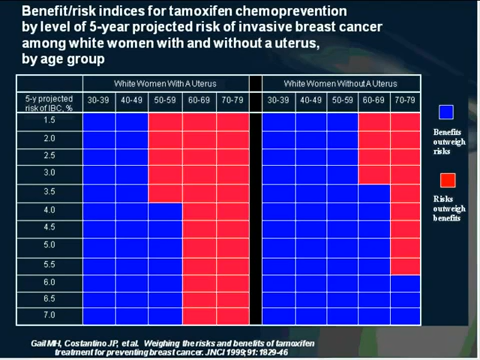 Benefit/risk indices for tamoxifen chemoprevention
by level of 5-year projected risk of invasive breast cancer
among white women with and without a uterus,
by age group
White Women With A Uterus White Women Without A Uterus
5-y projected
risk of IBC, %
30-39 40-49 50-59 60-69 70-79 30-39 40-49 50-59 60-69 70-79
1.5
2.0
2.5
3.0
3.5
4.0
4.5
5.0
5.5
6.0
6.5
7.0
Benefits
outweigh
risks
Risks
outweigh
benefits
Gail MH, Costantino JP, et al. Weighing the risks and benefits of tamoxifen
treatment for preventing breast cancer. JNCI 1999; 91: 1829-46